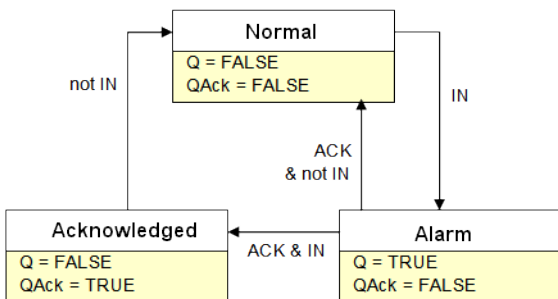 Normal
Q = FALSE
QAck = FALSE
not IN
IN
ACK
& not IN
Acknowledged
Q = FALSE
QAck = TRUE
ACK & IN
Alarm
Q = TRUE
QAck = FALSE